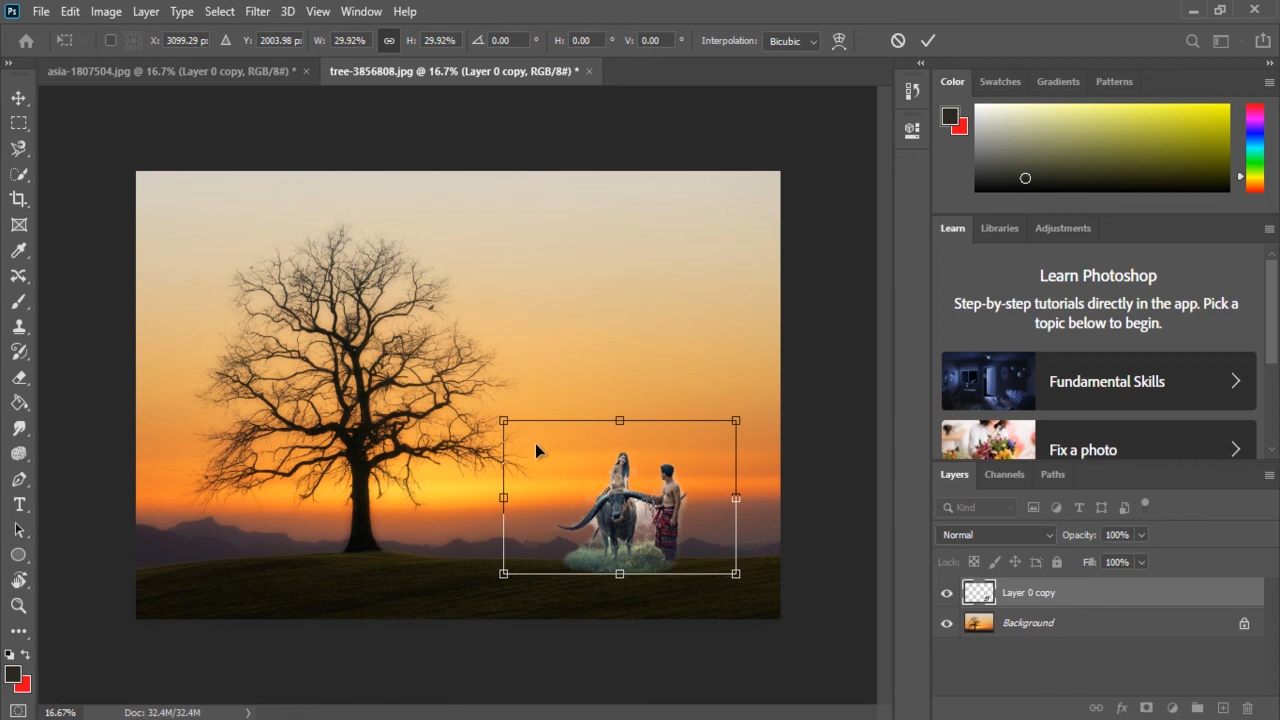 Ps File Edit Image Layer Type Select Filter 3D View Window Help
X: 3099.29 p: Y: 2003.98 p: W: 29.92% H: 29.92% 0.00 ° H: 0.00 ° V: 0.00 ° Interpolation: Bicubic
asia-1807504.jpg @ 16.7% (Layer 0 copy, RGB/8#) * × tree-3856808.jpg @ 16.7% (Layer 0 copy, RGB/8#) * ×
Color Swatches Gradients Patterns
Learn Libraries Adjustments
Learn Photoshop
Step-by-step tutorials directly in the app. Pick a
topic below to begin.
Fundamental Skills
Fix a photo
Layers Channels Paths
Kind
Normal Opacity: 100%
Lock: Fill: 100%
Layer 0 copy
Background
16.67% Doc: 32.4M/32.4M